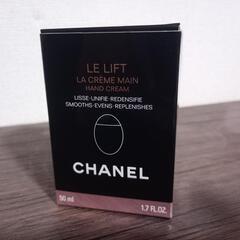 LE LIFT
LA CRÈME MAIN
HAND CREAM
LISSE-UNIFIE-REDENSIFIE
SMOOTHS-EVENS-REPLENISHES
CHANEL
50 ml
1.7 FL.OZ.